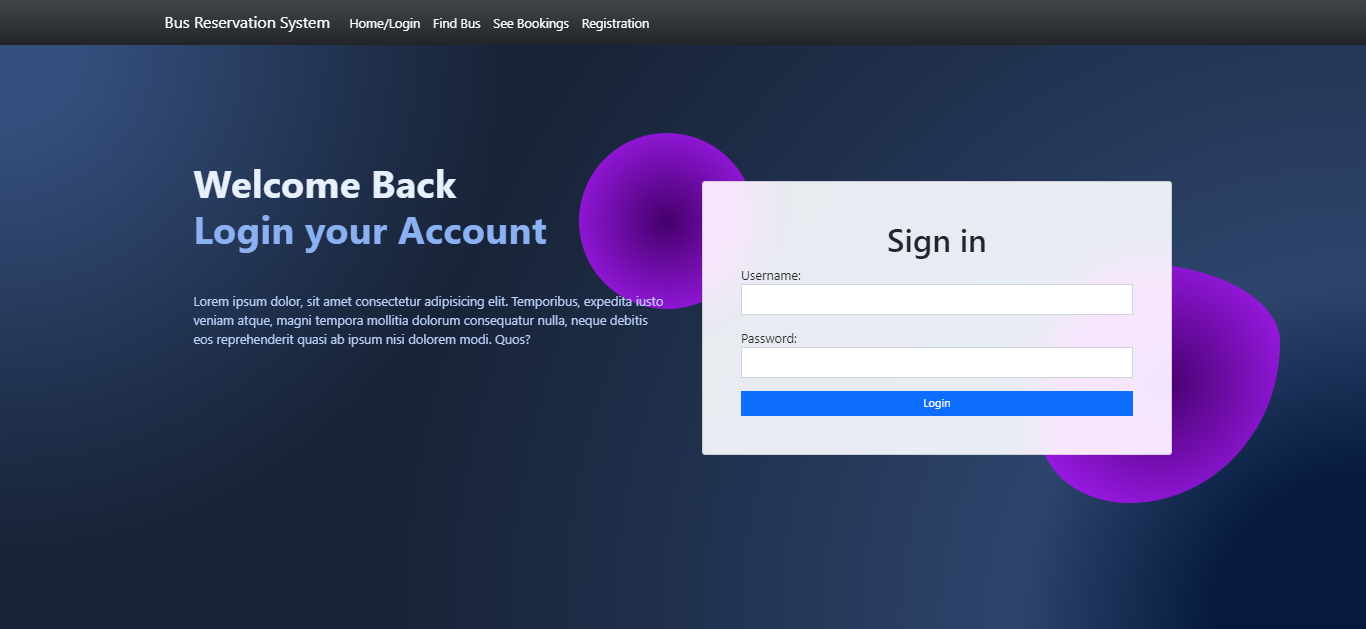 Bus Reservation System Home/Login Find Bus See Bookings Registration
Welcome Back
Login your Account
Lorem ipsum dolor, sit amet consectetur adipisicing elit. Temporibus, expedita iusto
veniam atque, magni tempora mollitia dolorum consequatur nulla, neque debitis
eos reprehenderit quasi ab ipsum nisi dolorem modi. Quos?
Sign in
Username:
Password:
Login